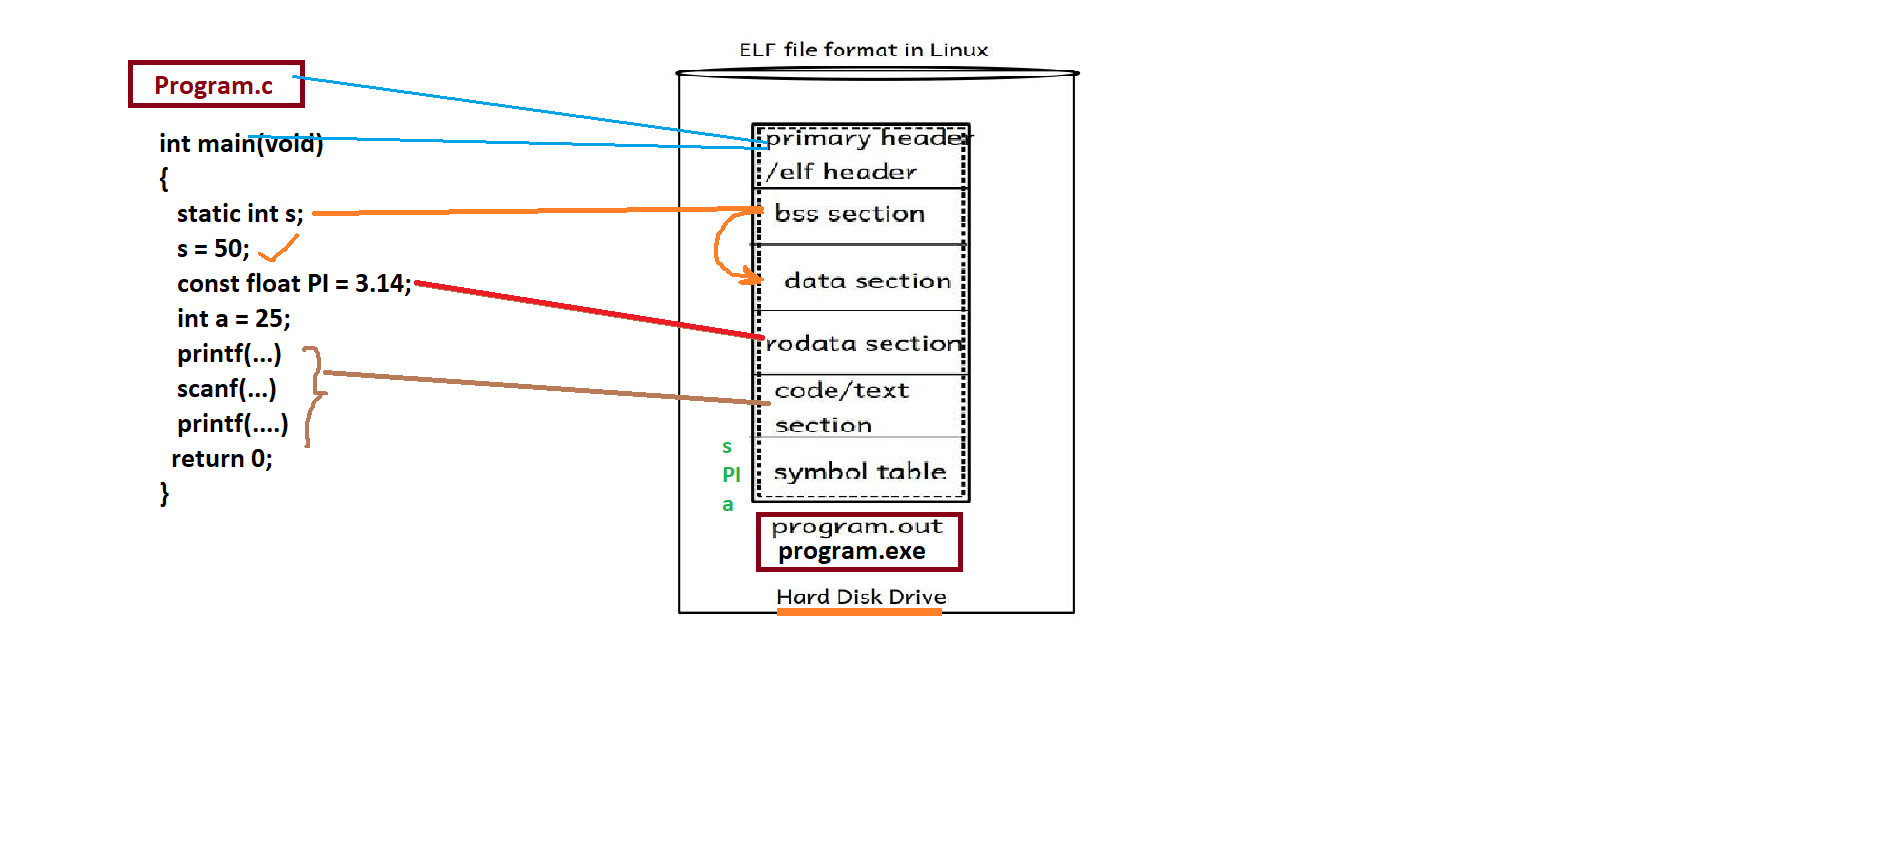 Program.c
int main(void)
{
static int s;
s = 50;
const float PI = 3.14;
int a = 25;
printf(...)
scanf(...)
printf(....)
return 0;
}
ELF file format in Linux
primary header
/elf header
bss section
data section
rodata section
code/text
section
symbol table
s
PI
a
program.out
program.exe
Hard Disk Drive